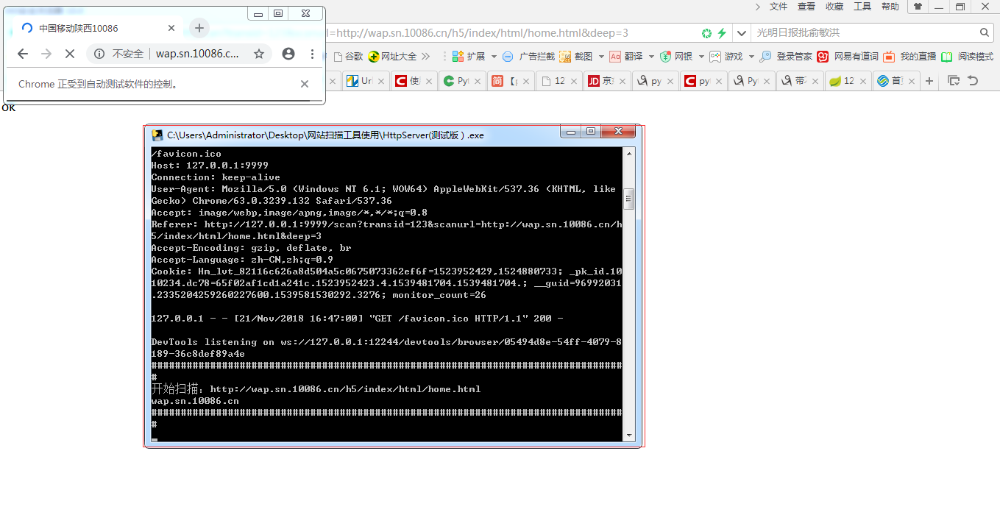 中国移动陕西10086
不安全
wap.sn.10086.c...
Chrome 正受到自动测试软件的控制。
文件 查看 收藏 工具 帮助
l=http://wap.sn.10086.cn/h5/index/html/home.html&deep=3
光明日报批俞敏洪
谷歌 网址大全 扩展 广告拦截 截图 翻译 网银 游戏 登录管家 网易有道词 我的直播 阅读模式
Url 使用 Pyt 【p 12 京东 py py Pyt 带 12 首页
OK
C:\Users\Administrator\Desktop\网站扫描工具使用\HttpServer(测试版 ) .exe
/favicon.ico
Host: 127.0.0.1:9999
Connection: keep-alive
User-Agent: Mozilla/5.0 (Windows NT 6.1; WOW64) AppleWebKit/537.36 (KHTML, like
Gecko) Chrome/63.0.3239.132 Safari/537.36
Accept: image/webp,image/apng,image/*,*/*;q=0.8
Referer: http://127.0.0.1:9999/scan?transid=123&scanurl=http://wap.sn.10086.cn/h
5/index/html/home.html&deep=3
Accept-Encoding: gzip, deflate, br
Accept-Language: zh-CN,zh;q=0.9
Cookie: Hm_lvt_82116c626a8d504a5c0675073362ef6f=1523952429,1524880733; _pk_id.10
10234.dc78=65f02af1cd1a241c.1523952423.4.1539481704.1539481704.; __guid=96992031
.2335204259260227600.1539581530292.3276; monitor_count=26
127.0.0.1 - - [21/Nov/2018 16:47:00] "GET /favicon.ico HTTP/1.1" 200 -
DevTools listening on ws://127.0.0.1:12244/devtools/browser/05494d8e-54ff-4079-8
189-36c8def89a4e
################################################################################
#
开始扫描：http://wap.sn.10086.cn/h5/index/html/home.html
wap.sn.10086.cn
################################################################################
#